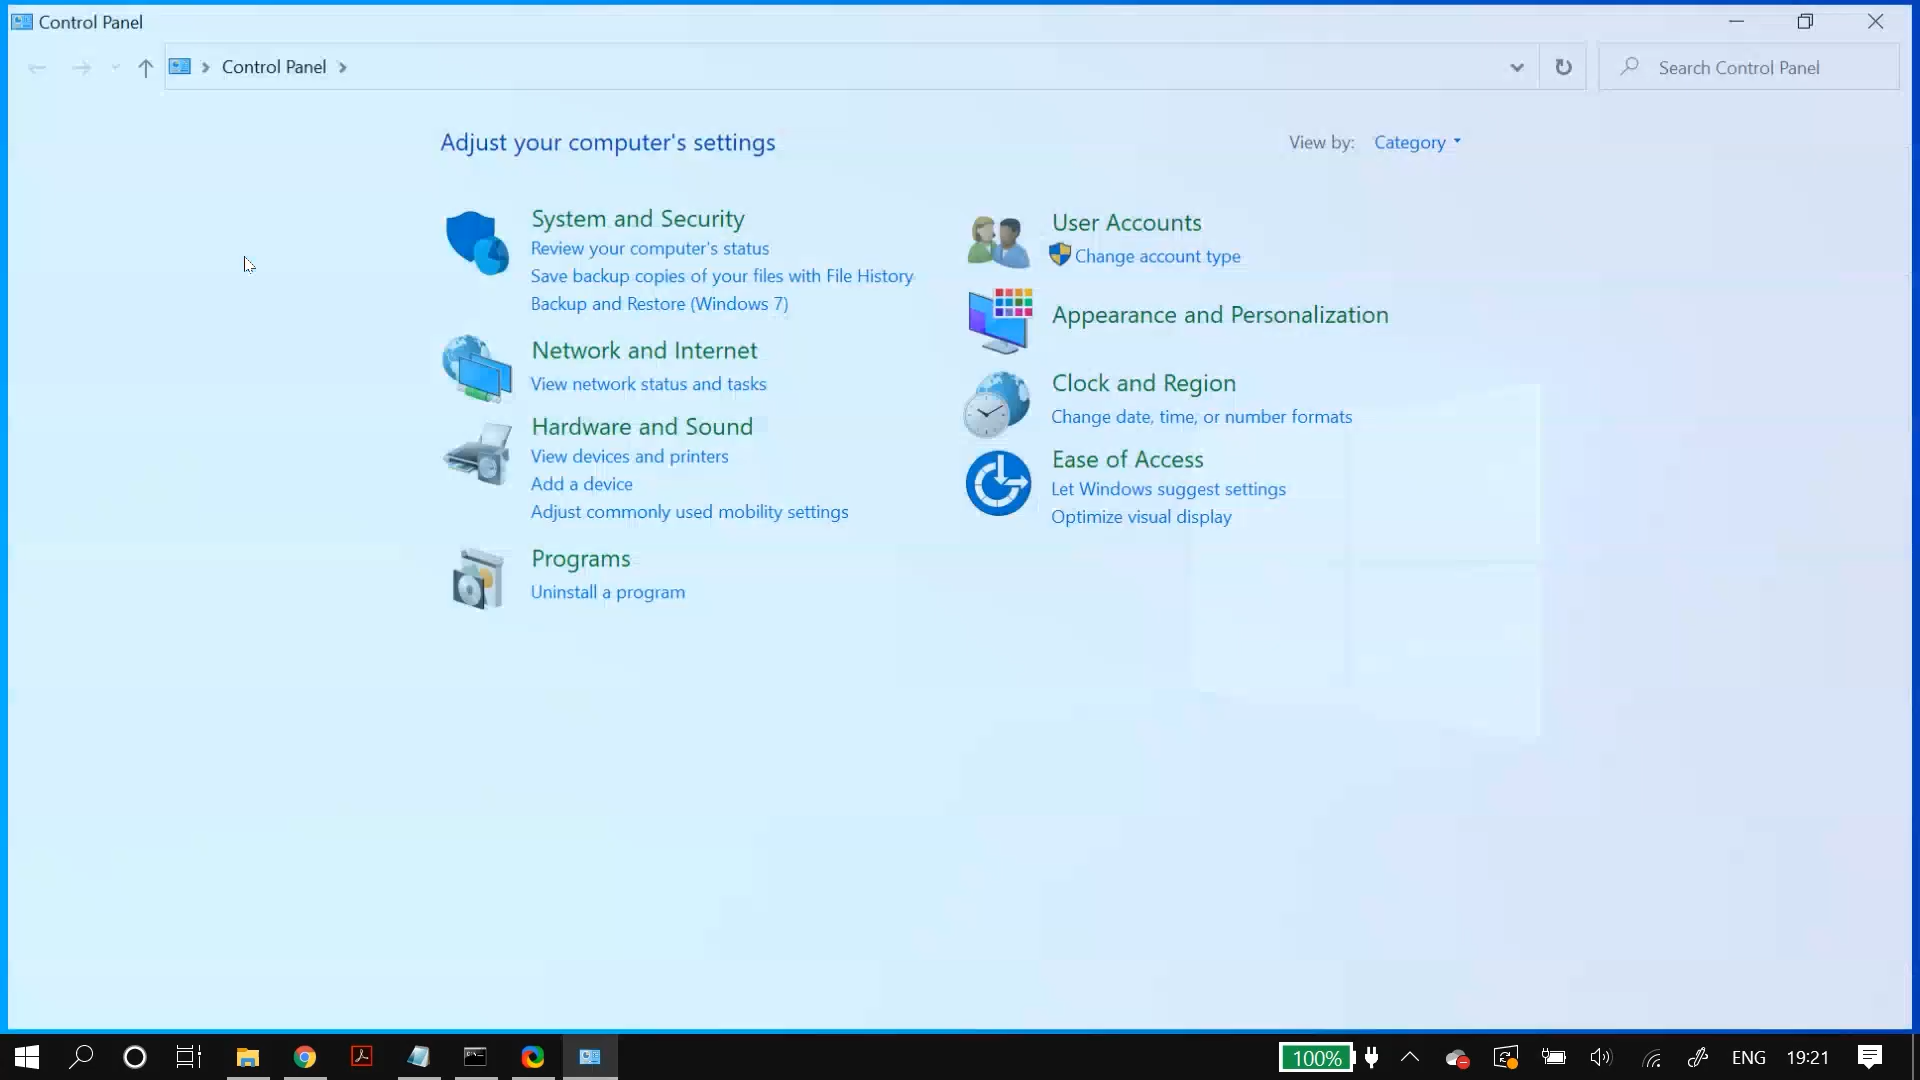 Control Panel
Control Panel
Search Control Panel
Adjust your computer's settings
View by: Category
System and Security
Review your computer's status
Save backup copies of your files with File History
Backup and Restore (Windows 7)
Network and Internet
View network status and tasks
Hardware and Sound
View devices and printers
Add a device
Adjust commonly used mobility settings
Programs
Uninstall a program
User Accounts
Change account type
Appearance and Personalization
Clock and Region
Change date, time, or number formats
Ease of Access
Let Windows suggest settings
Optimize visual display
100%
ENG
19:21